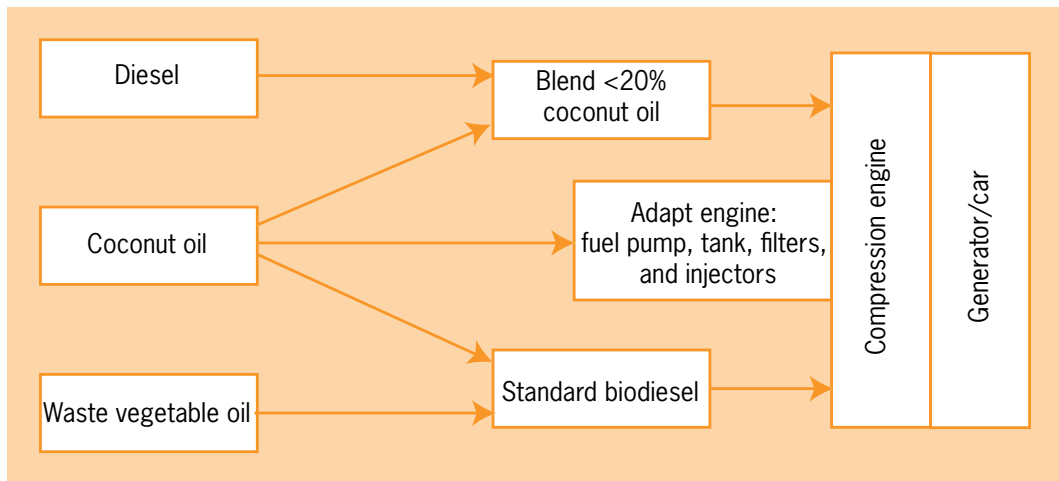 Diesel
Blend <20%
coconut oil
Coconut oil
Adapt engine:
fuel pump, tank, filters,
and injectors
Waste vegetable oil
Standard biodiesel
Compression engine
Generator/car